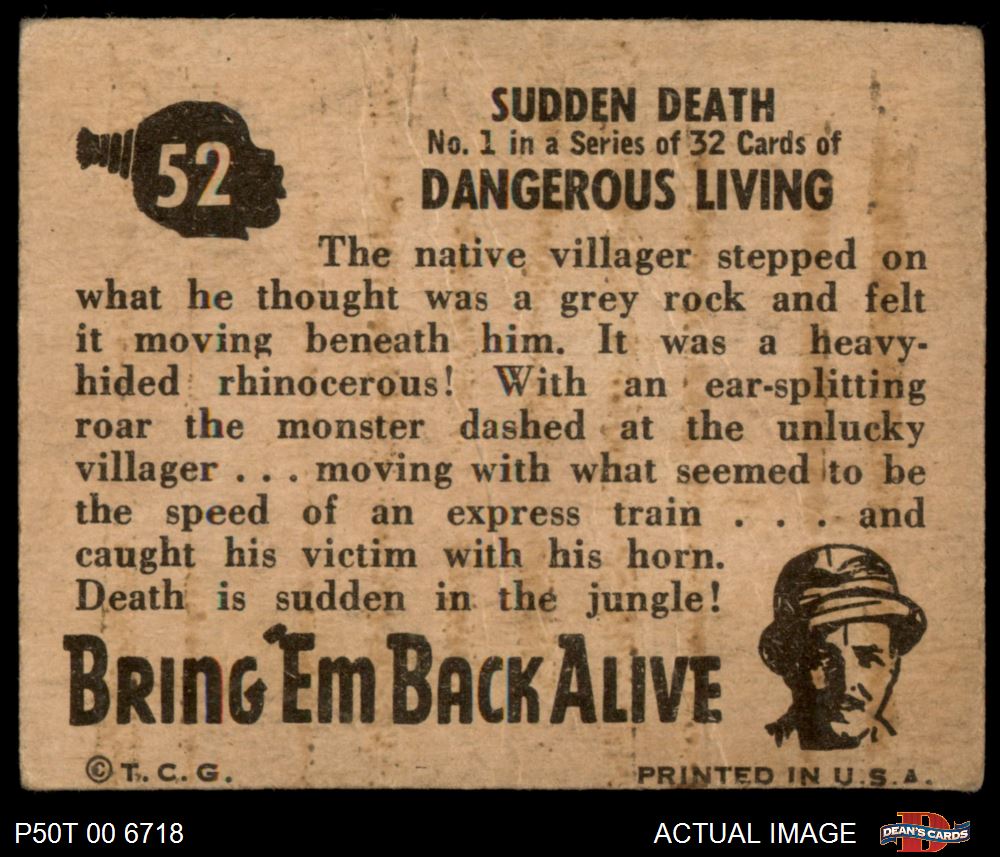 52
SUDDEN DEATH
No. 1 in a Series of 32 Cards of
DANGEROUS LIVING
The native villager stepped on
what he thought was a grey rock and felt
it moving beneath him. It was a heavy-
hided rhinocerous! With an ear-splitting
roar the monster dashed at the unlucky
villager . . . moving with what seemed to be
the speed of an express train . . . and
caught his victim with his horn.
Death is sudden in the jungle!
BRING 'EM BACK ALIVE
© T. C. G.
PRINTED IN U. S. A.
P50T 00 6718
ACTUAL IMAGE
D
DEAN'S CARDS